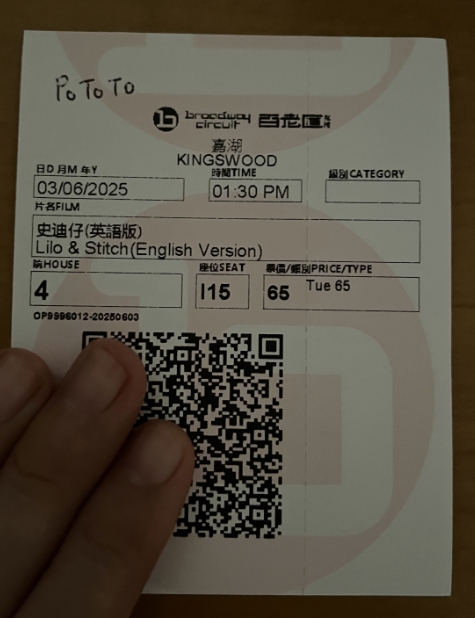 PoToTo
broadway circuit 百老匯院綫
嘉湖
KINGSWOOD
日D 月M 年Y 時間TIME 級別CATEGORY
03/06/2025 01:30 PM
片名FILM
史迪仔(英語版)
Lilo & Stitch(English Version)
院HOUSE 座位SEAT 票價/類別PRICE/TYPE
4 I15 65 Tue 65
OP9996012-20250603